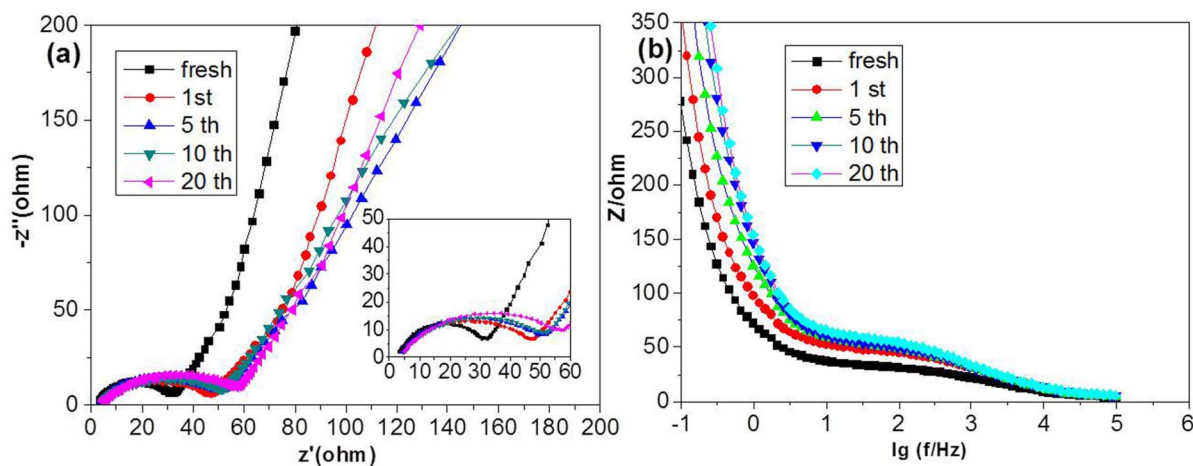 (a)
fresh
1st
5 th
10 th
20 th
-z''(ohm)
200
150
100
50
0
0 20 40 60 80 100 120 140 160 180 200
z'(ohm)
50
40
30
20
10
0
0 10 20 30 40 50 60
(b)
fresh
1 st
5 th
10 th
20 th
Z/ohm
350
300
250
200
150
100
50
0
-1 0 1 2 3 4 5 6
lg (f/Hz)